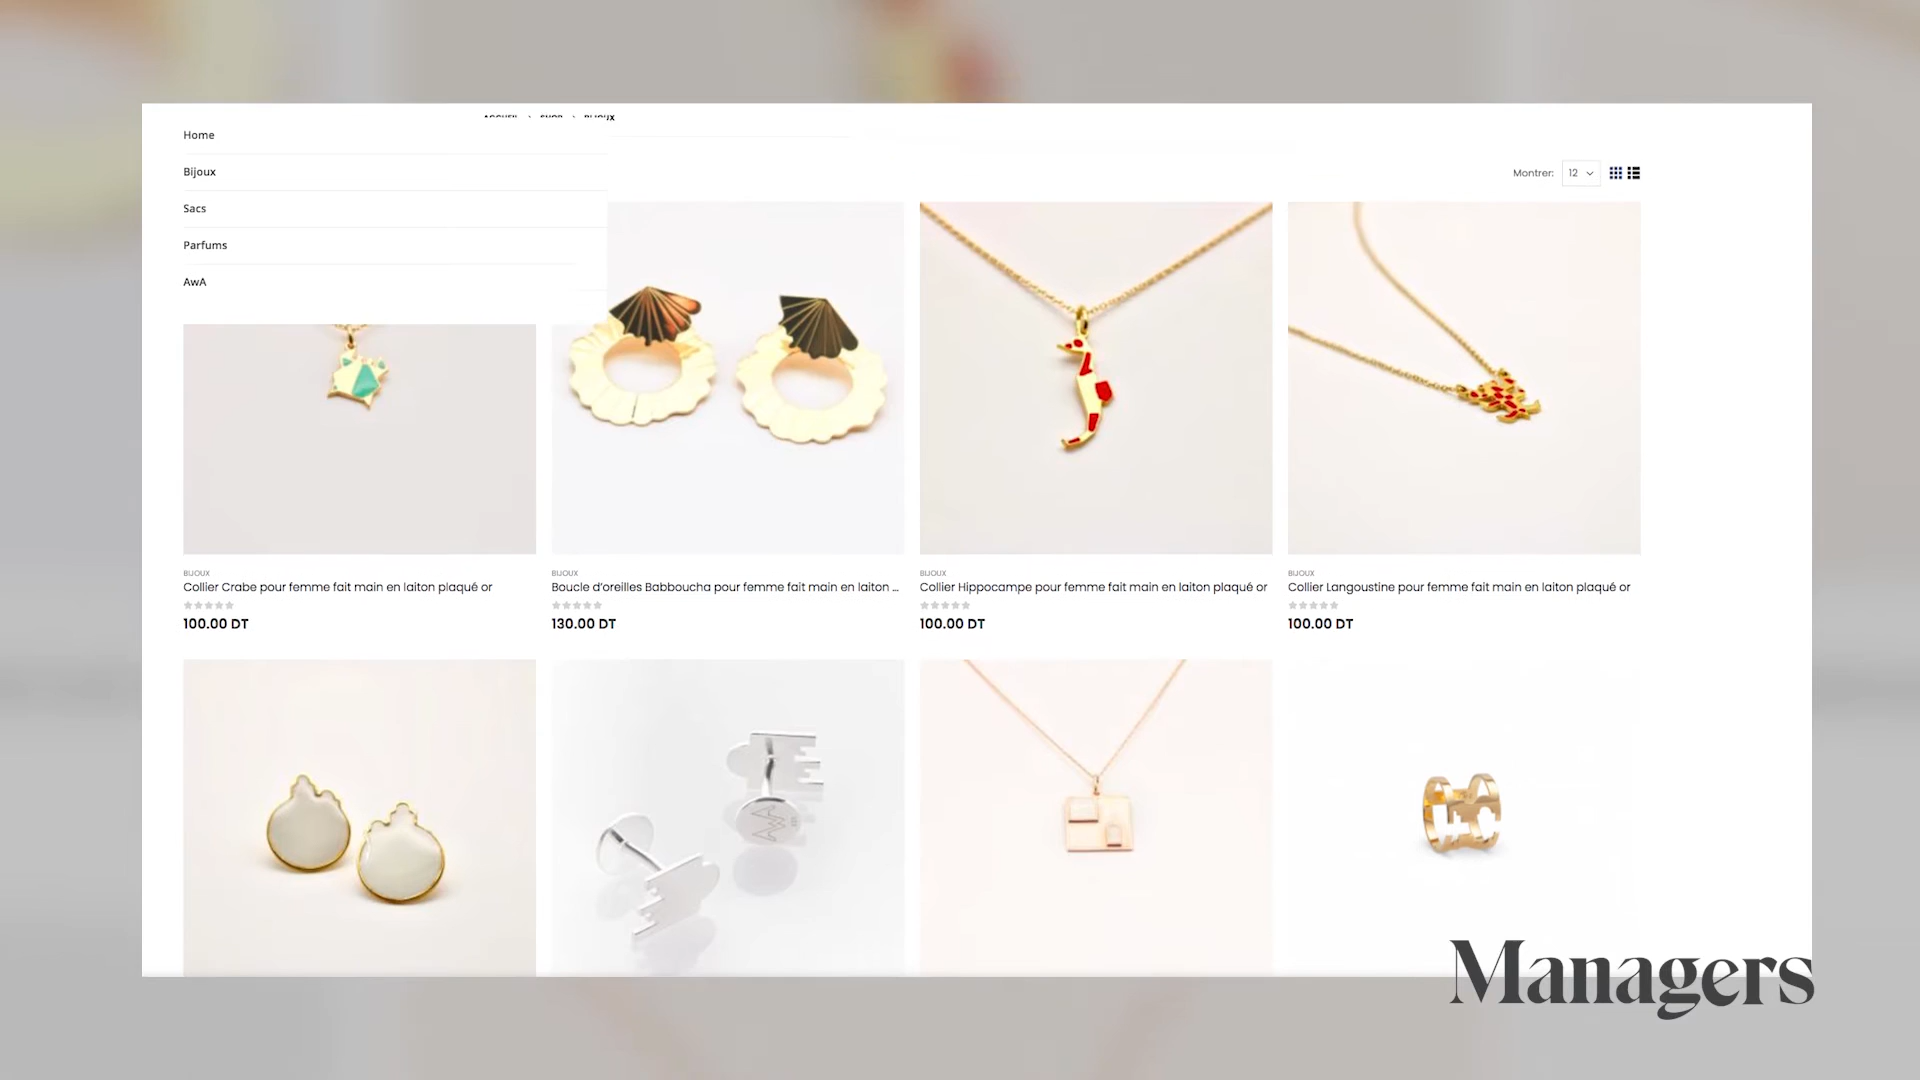 ACCUEIL > SHOP > BIJOUX
Home
Bijoux
Sacs
Parfums
AwA
Montrer: 12
BIJOUX
Collier Crabe pour femme fait main en laiton plaqué or
100.00 DT
BIJOUX
Boucle d'oreilles Babboucha pour femme fait main en laiton ...
130.00 DT
BIJOUX
Collier Hippocampe pour femme fait main en laiton plaqué or
100.00 DT
BIJOUX
Collier Langoustine pour femme fait main en laiton plaqué or
100.00 DT
Managers